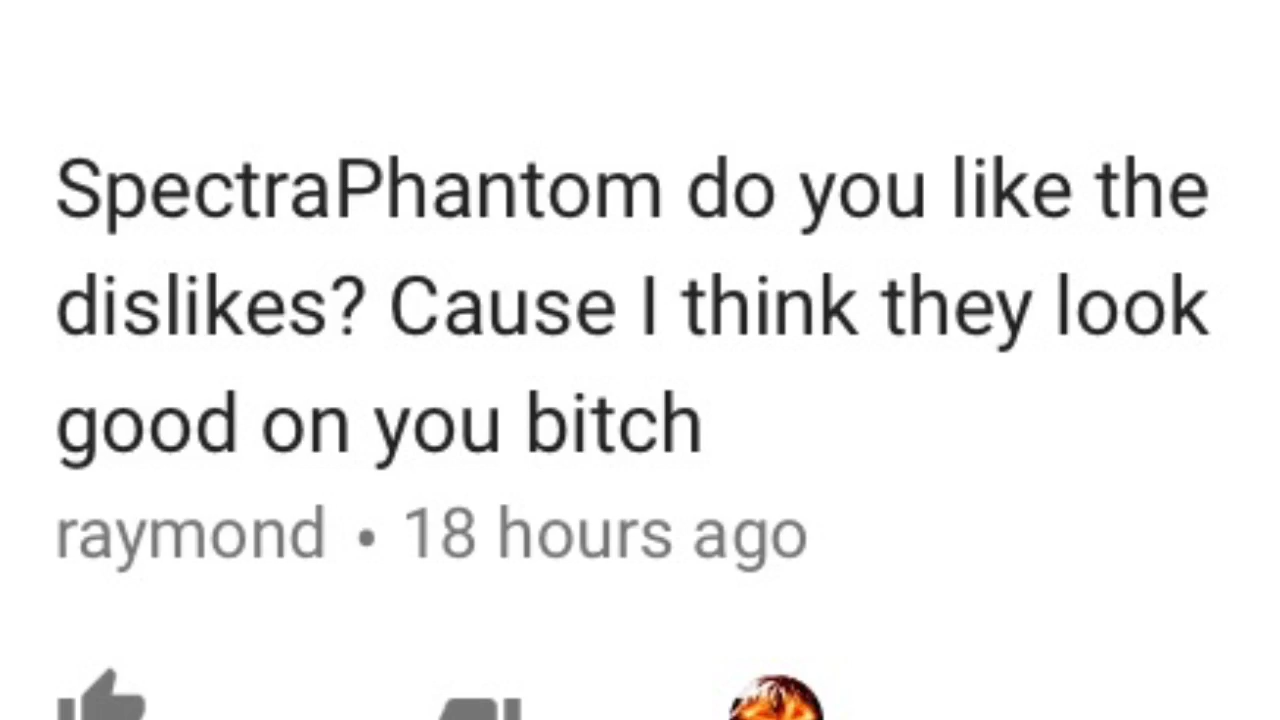 SpectraPhantom do you like the
dislikes? Cause I think they look
good on you bitch
raymond • 18 hours ago